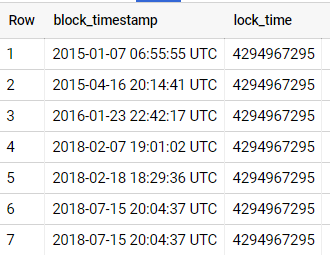 Row block_timestamp lock_time
1 2015-01-07 06:55:55 UTC 4294967295
2 2015-04-16 20:14:41 UTC 4294967295
3 2016-01-23 22:42:17 UTC 4294967295
4 2018-02-07 19:01:02 UTC 4294967295
5 2018-02-18 18:29:36 UTC 4294967295
6 2018-07-15 20:04:37 UTC 4294967295
7 2018-07-15 20:04:37 UTC 4294967295